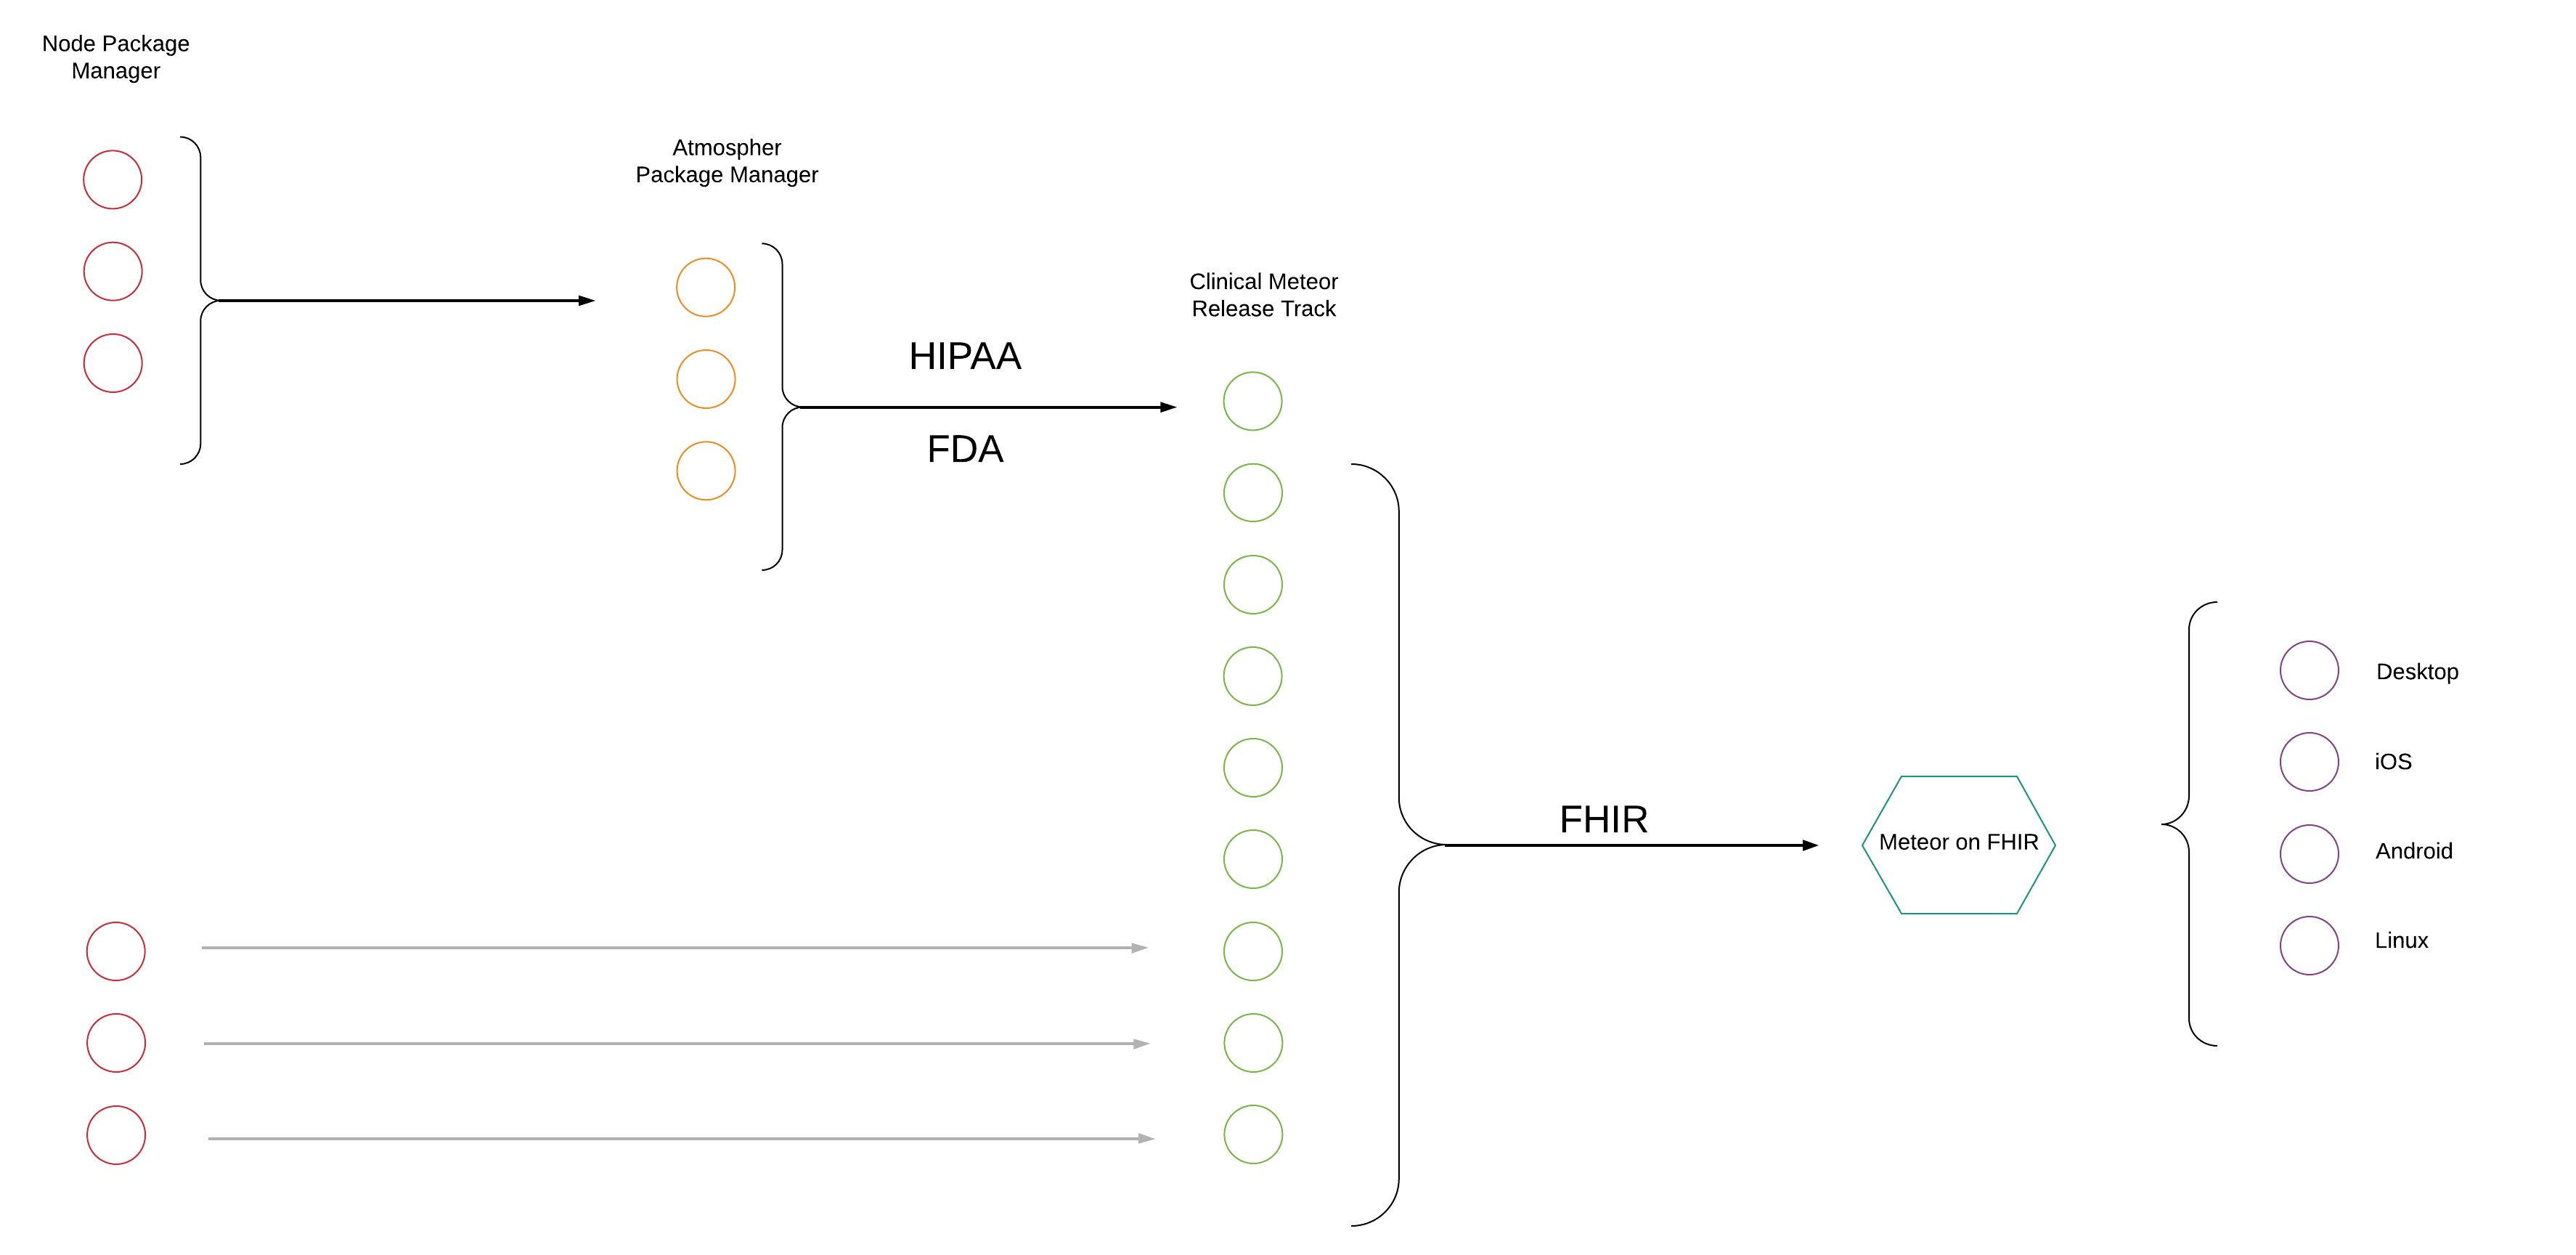 Node Package
Manager
Atmospher
Package Manager
Clinical Meteor
Release Track
HIPAA
FDA
FHIR
Meteor on FHIR
Desktop
iOS
Android
Linux